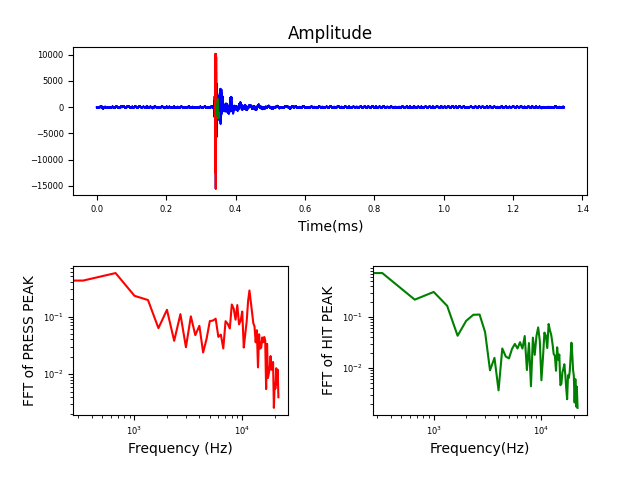 Amplitude
10000
5000
0
−5000
−10000
−15000
0.0 0.2 0.4 0.6 0.8 1.0 1.2 1.4
Time(ms)
FFT of PRESS PEAK
10⁻¹
10⁻²
10³ 10⁴
Frequency (Hz)
FFT of HIT PEAK
10⁻¹
10⁻²
10³ 10⁴
Frequency(Hz)